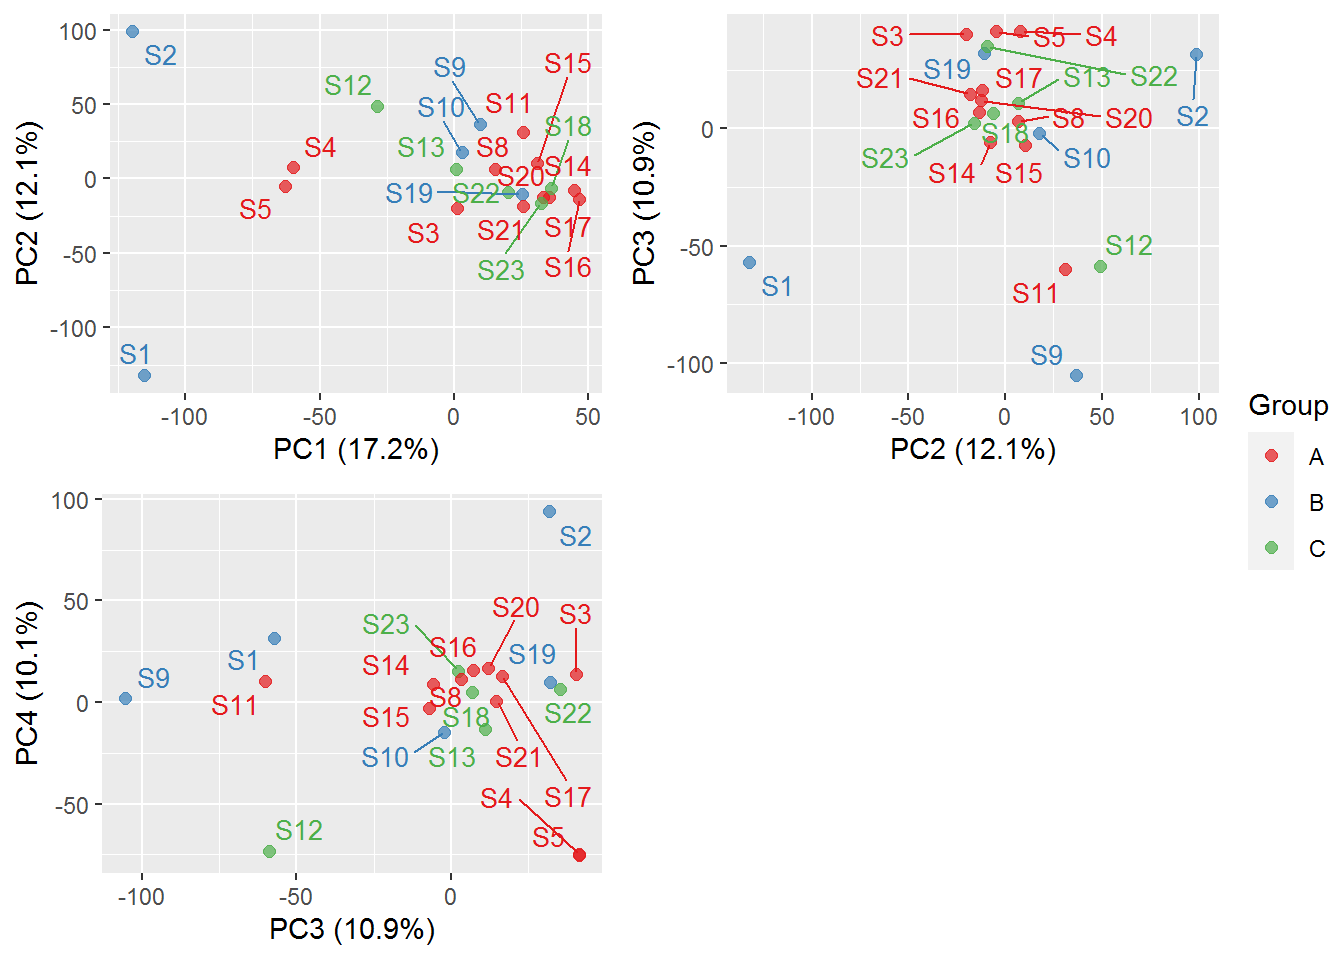 100
50
0
-50
-100
PC2 (12.1%)
S2
S9
S15
S12
S10
S11
S18
S4
S13
S8
S14
S20
S5
S19
S22
S3
S21
S17
S23
S16
S1
-100
-50
0
50
PC1 (17.2%)
0
-50
-100
PC3 (10.9%)
S3
S5
S4
S19
S21
S17
S13
S22
S16
S8
S20
S2
S18
S23
S10
S14
S15
S12
S1
S11
S9
-100
-50
0
50
100
PC2 (12.1%)
Group
A
B
C
100
50
0
-50
PC4 (10.1%)
S2
S20
S3
S23
S16
S19
S1
S14
S9
S8
S11
S15
S18
S22
S10
S13
S21
S17
S4
S12
S5
-100
-50
0
PC3 (10.9%)